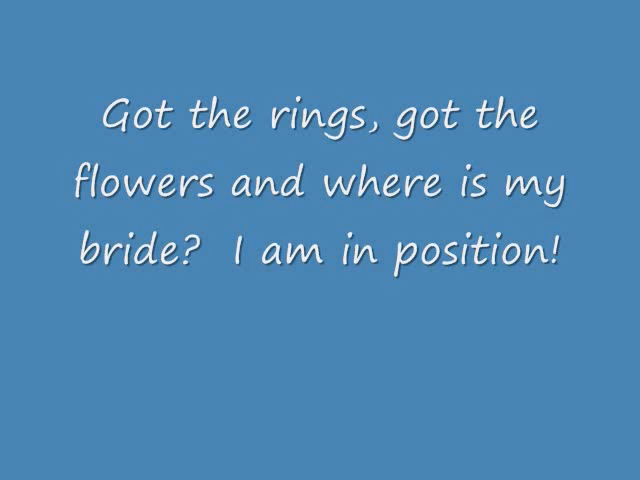 Got the rings, got the
flowers and where is my
bride?  I am in position!